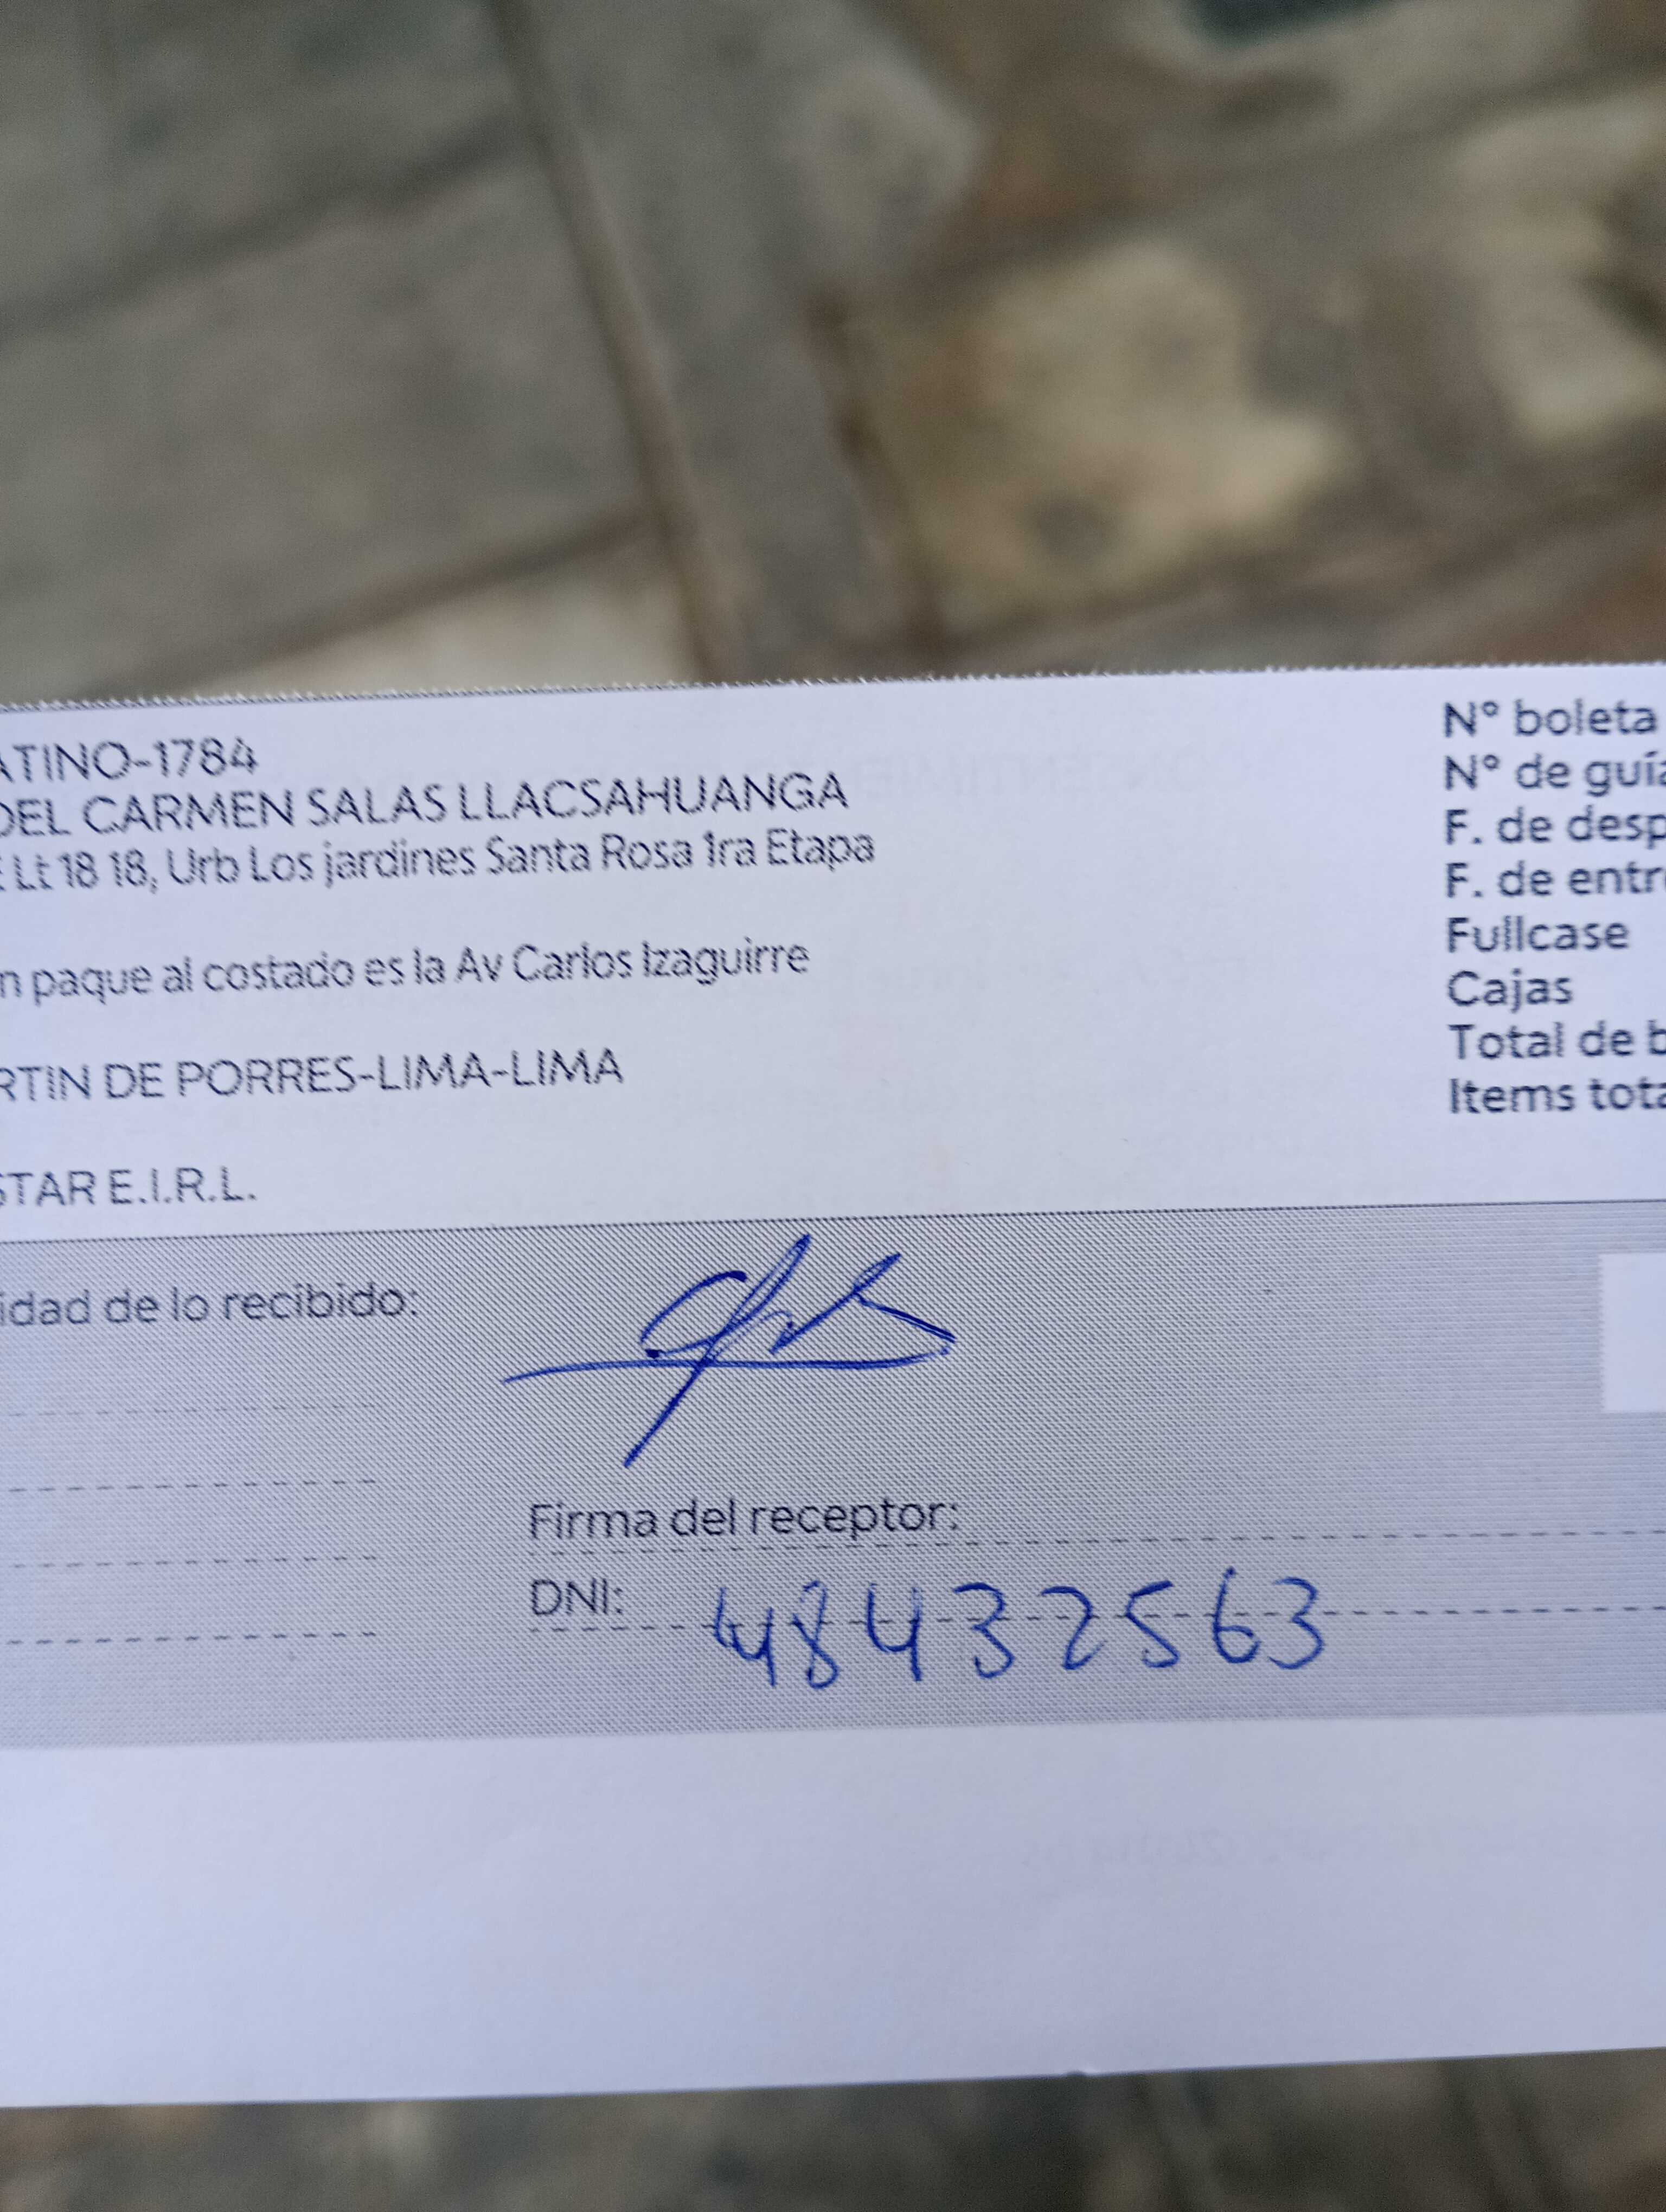 ATINO-1784
DEL CARMEN SALAS LLACSAHUANGA
E Lt 18 18, Urb Los jardines Santa Rosa 1ra Etapa
n paque al costado es la Av Carlos Izaguirre
RTIN DE PORRES-LIMA-LIMA
STAR E.I.R.L.
N° boleta
N° de guía
F. de desp
F. de entre
Fullcase
Cajas
Total de b
Items tota
idad de lo recibido:
Firma del receptor:
DNI: 48432563